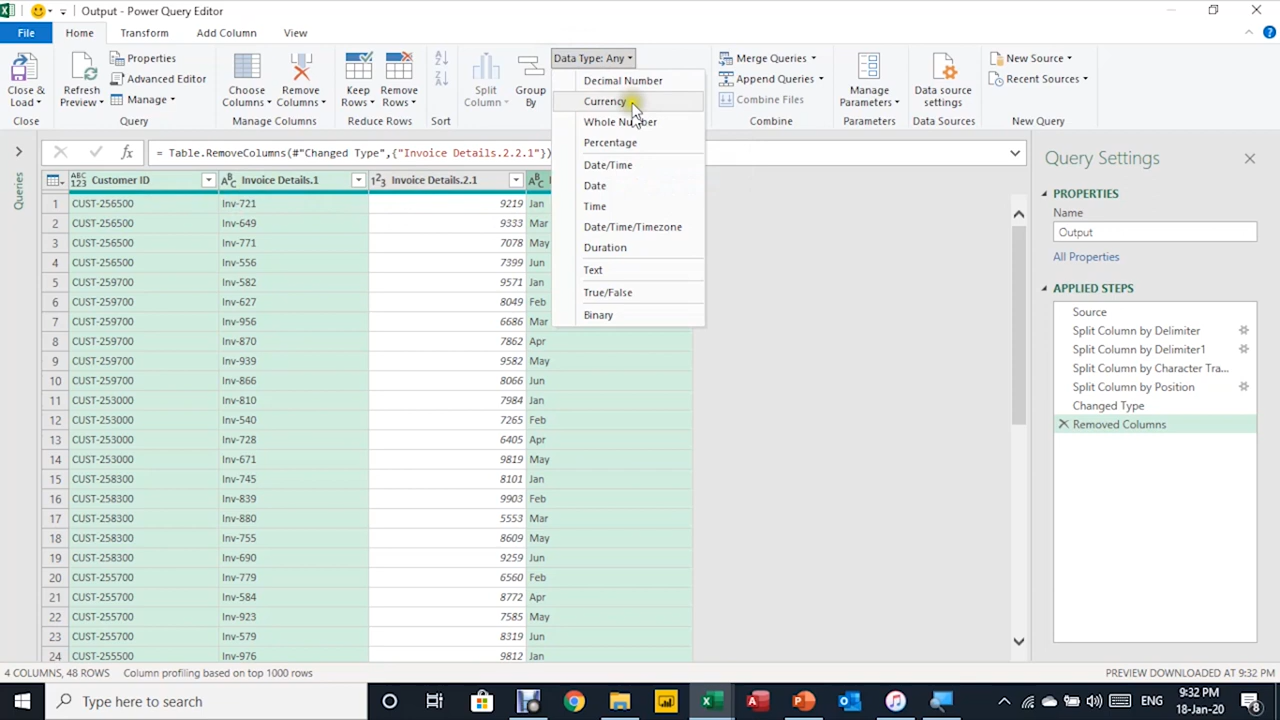 Output - Power Query Editor
File
Home
Transform
Add Column
View
Close & Load
Close
Refresh Preview
Properties
Advanced Editor
Manage
Query
Choose Columns
Remove Columns
Manage Columns
Keep Rows
Remove Rows
Reduce Rows
Sort
Split Column
Group By
Data Type: Any
Decimal Number
Currency
Whole Number
Percentage
Date/Time
Date
Time
Date/Time/Timezone
Duration
Text
True/False
Binary
Merge Queries
Append Queries
Combine Files
Combine
Manage Parameters
Parameters
Data source settings
Data Sources
New Source
Recent Sources
New Query
= Table.RemoveColumns(#"Changed Type",{"Invoice Details.2.2.1"})
Queries
ABC 123 Customer ID
ABC Invoice Details.1
123 Invoice Details.2.1
ABC
1 CUST-256500 Inv-721 9219 Jan
2 CUST-256500 Inv-649 9333 Mar
3 CUST-256500 Inv-771 7078 May
4 CUST-256500 Inv-556 7399 Jun
5 CUST-259700 Inv-582 9571 Jan
6 CUST-259700 Inv-627 8049 Feb
7 CUST-259700 Inv-956 6686 Mar
8 CUST-259700 Inv-870 7862 Apr
9 CUST-259700 Inv-939 9582 May
10 CUST-259700 Inv-866 8066 Jun
11 CUST-253000 Inv-810 7984 Jan
12 CUST-253000 Inv-540 7265 Feb
13 CUST-253000 Inv-728 6405 Apr
14 CUST-253000 Inv-671 9819 May
15 CUST-258300 Inv-745 8101 Jan
16 CUST-258300 Inv-839 9903 Feb
17 CUST-258300 Inv-880 5553 Mar
18 CUST-258300 Inv-755 8609 May
19 CUST-258300 Inv-690 9259 Jun
20 CUST-255700 Inv-779 6560 Feb
21 CUST-255700 Inv-584 8772 Apr
22 CUST-255700 Inv-923 7585 May
23 CUST-255700 Inv-579 8319 Jun
24 CUST-255500 Inv-976 9812 Jan
Query Settings
PROPERTIES
Name
Output
All Properties
APPLIED STEPS
Source
Split Column by Delimiter
Split Column by Delimiter1
Split Column by Character Tra...
Split Column by Position
Changed Type
Removed Columns
4 COLUMNS, 48 ROWS
Column profiling based on top 1000 rows
PREVIEW DOWNLOADED AT 9:32 PM
Type here to search
ENG
9:32 PM
18-Jan-20
8